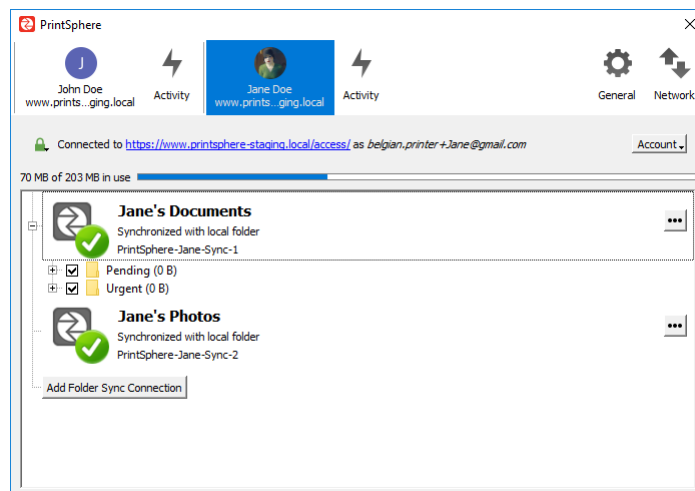 PrintSphere
J
John Doe
www.prints...ging.local
Activity
Jane Doe
www.prints...ging.local
Activity
General
Network
Connected to https://www.printsphere-staging.local/access/ as belgian.printer+Jane@gmail.com
Account
70 MB of 203 MB in use
Jane's Documents
Synchronized with local folder
PrintSphere-Jane-Sync-1
Pending (0 B)
Urgent (0 B)
Jane's Photos
Synchronized with local folder
PrintSphere-Jane-Sync-2
Add Folder Sync Connection